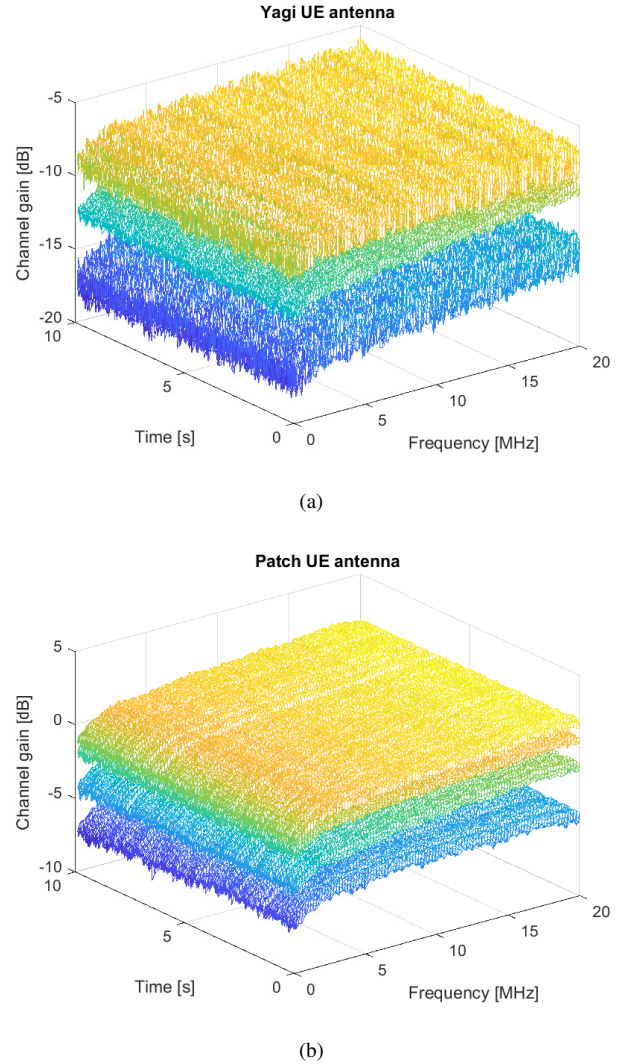 Yagi UE antenna
-5
-10
-15
-20
Channel gain [dB]
10
5
0
Time [s]
0
5
10
15
20
Frequency [MHz]
(a)
Patch UE antenna
5
0
-5
-10
Channel gain [dB]
10
5
0
Time [s]
0
5
10
15
20
Frequency [MHz]
(b)